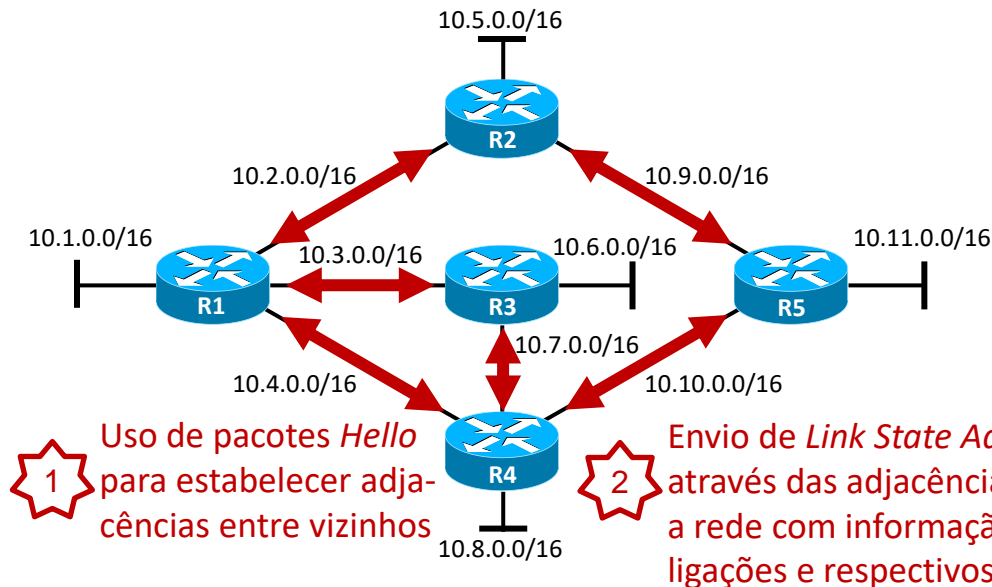 10.5.0.0/16
R2
10.2.0.0/16
10.9.0.0/16
10.1.0.0/16
10.3.0.0/16
10.6.0.0/16
10.11.0.0/16
R1
R3
R5
10.7.0.0/16
10.4.0.0/16
10.10.0.0/16
R4
1
Uso de pacotes Hello
para estabelecer adja-
cências entre vizinhos
2
Envio de Link State
através das
a rede com
ligações e respectivos
10.8.0.0/16